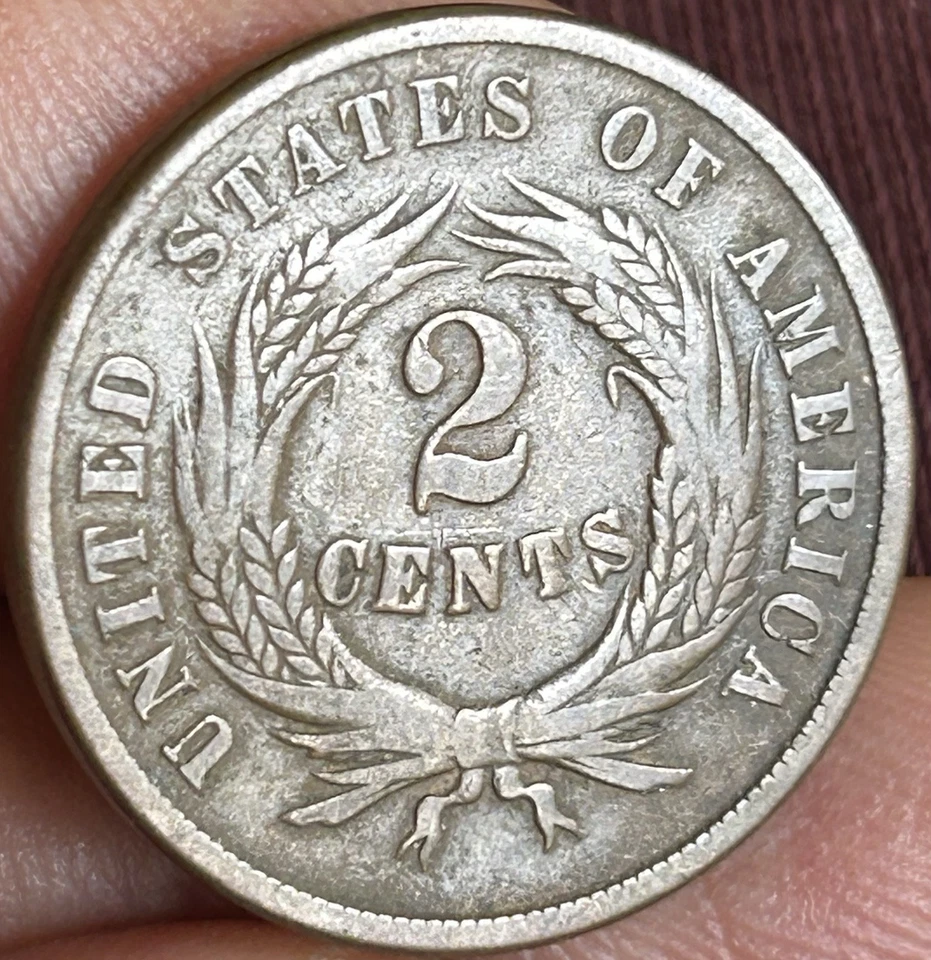 UNITED STATES OF AMERICA
2
CENTS